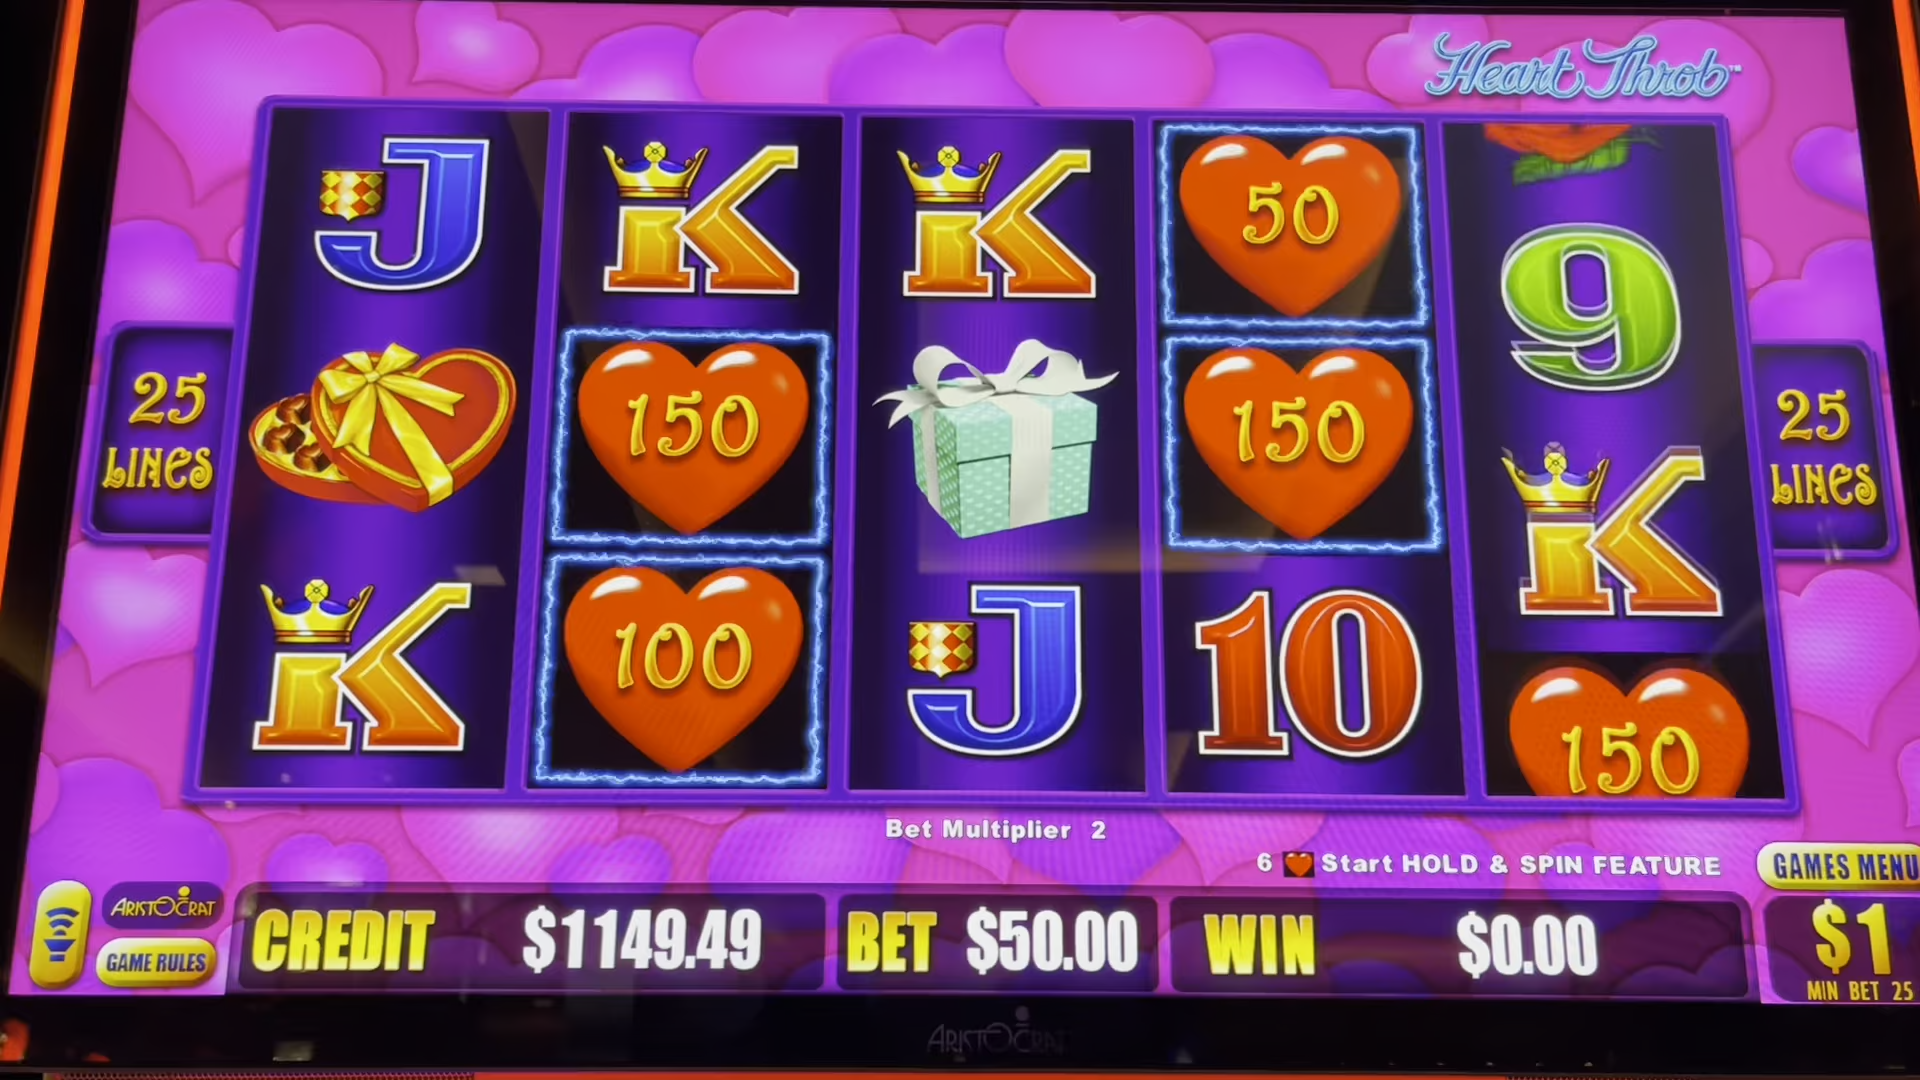 Heart Throb™
J K K 50
9
25 LINES
150
150
25 LINES
K
K 100 J 10
150
Bet Multiplier 2
6 Start HOLD & SPIN FEATURE
GAMES MENU
ARISTOCRAT
GAME RULES
CREDIT $1149.49
BET $50.00
WIN $0.00
$1
MIN BET 25
ARISTOCRAT